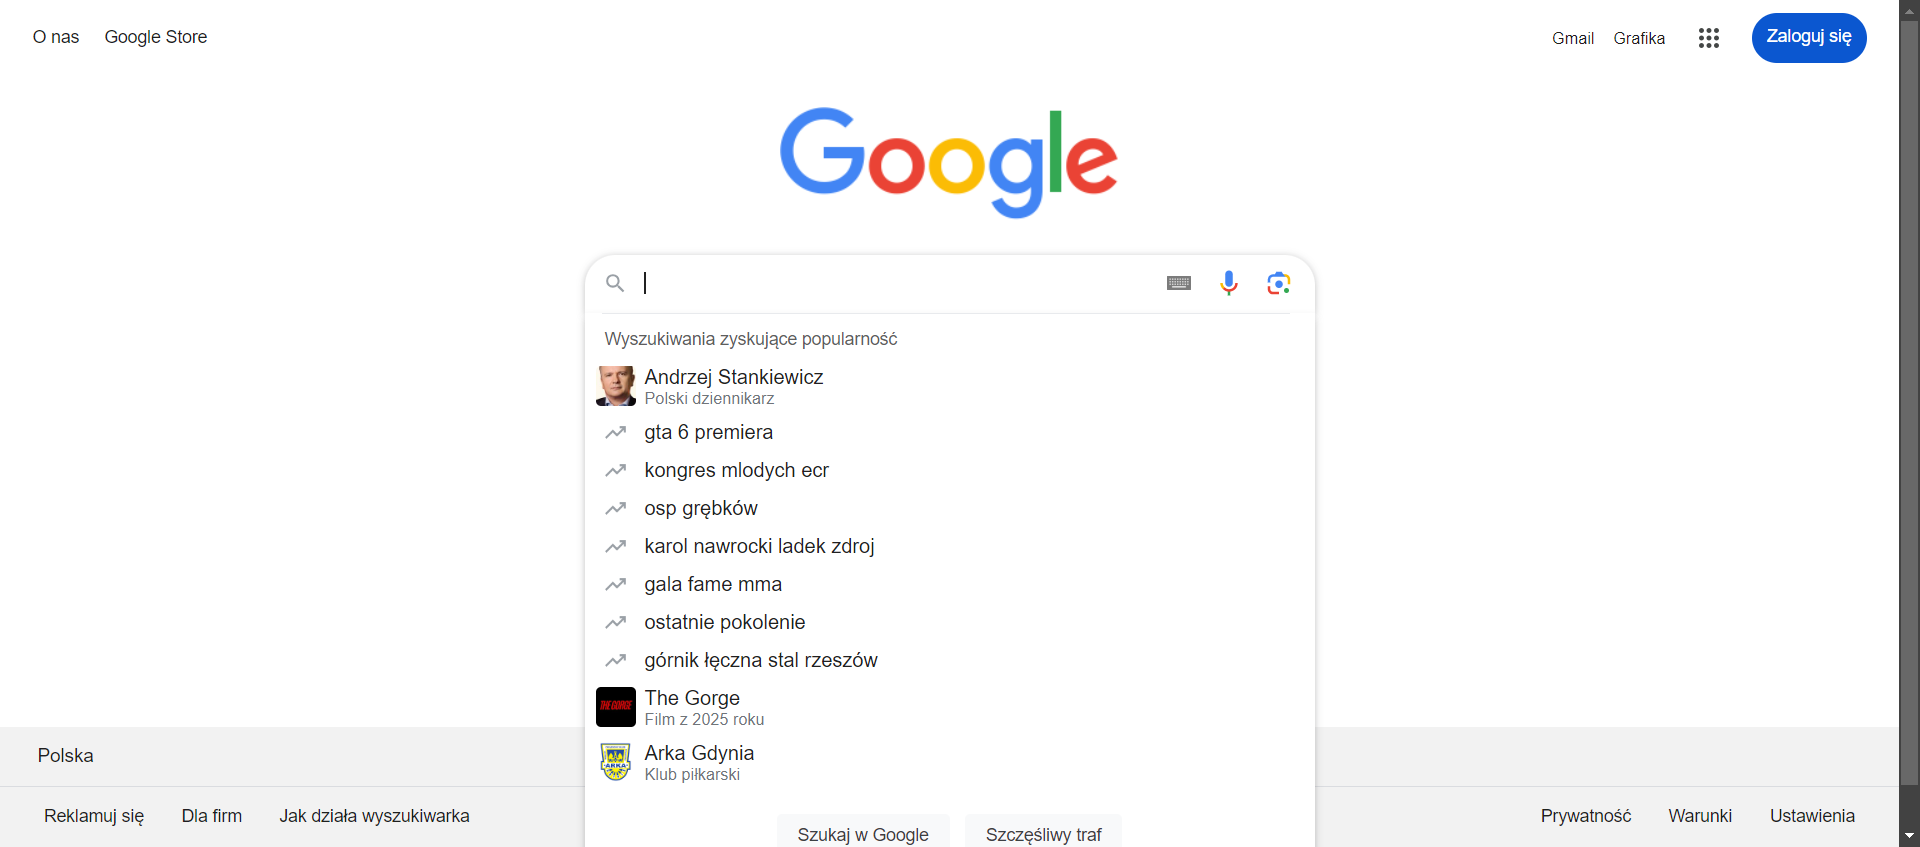 O nas Google Store Gmail Grafika Zaloguj się
Google
Wyszukiwania zyskujące popularność
Andrzej Stankiewicz
Polski dziennikarz
gta 6 premiera
kongres mlodych ecr
osp grębków
karol nawrocki ladek zdroj
gala fame mma
ostatnie pokolenie
górnik łęczna stal rzeszów
THE GORGE
The Gorge
Film z 2025 roku
ARKA
Arka Gdynia
Klub piłkarski
Polska
Szukaj w Google Szczęśliwy traf
Reklamuj się Dla firm Jak działa wyszukiwarka Prywatność Warunki Ustawienia